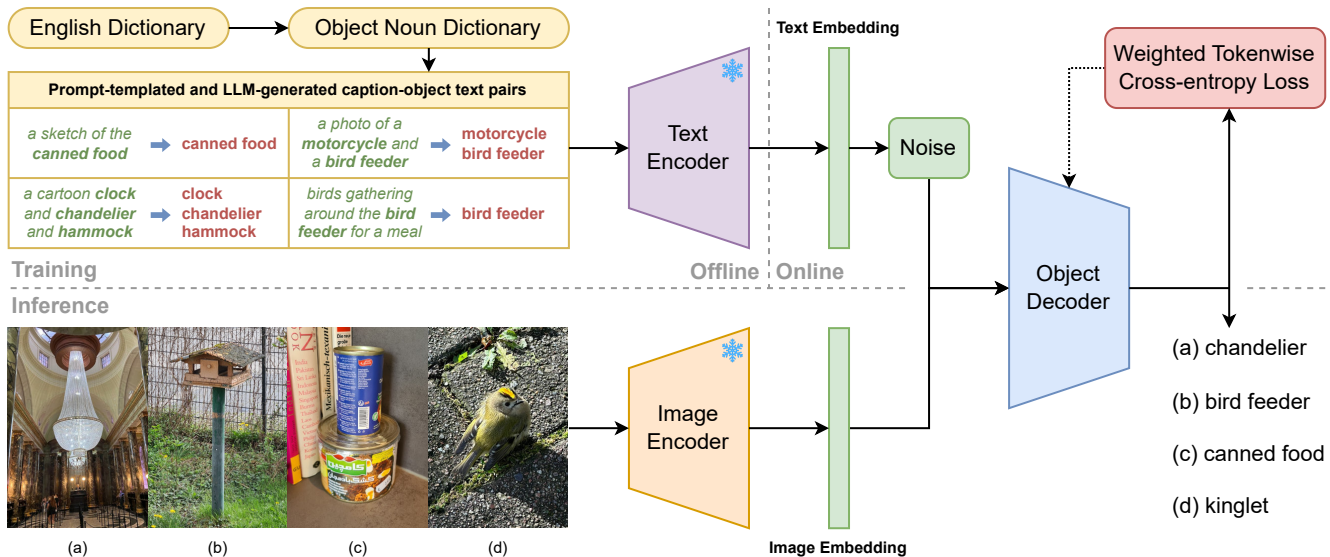 English Dictionary
Object Noun Dictionary
Prompt-templated and LLM-generated caption-object text pairs
a sketch of the
canned food
canned food
a photo of a
motorcycle and
a bird feeder
motorcycle
bird feeder
a cartoon clock
and chandelier
and hammock
clock
chandelier
hammock
birds gathering
around the bird
feeder for a meal
bird feeder
Text
Encoder
Text Embedding
Noise
Weighted Tokenwise
Cross-entropy Loss
Object
Decoder
Training
Offline
Online
Inference
Mexikanisch-texani
(a)
(b)
(c)
(d)
Image
Encoder
Image Embedding
(a) chandelier
(b) bird feeder
(c) canned food
(d) kinglet